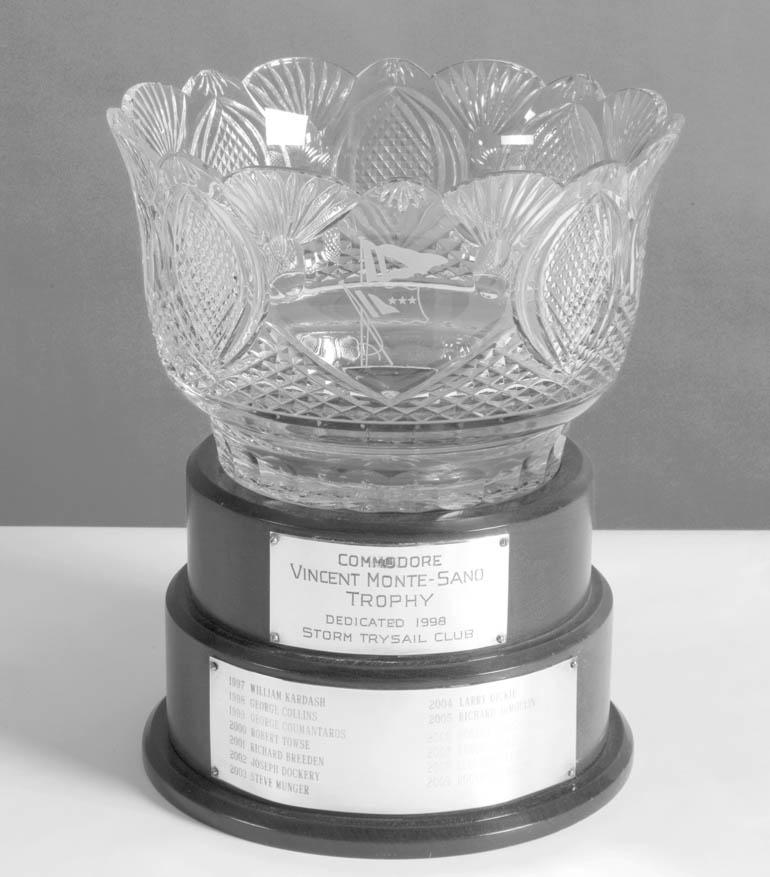 COMMODORE
VINCENT MONTE-SANO
TROPHY
DEDICATED 1998
STORM TRYSAIL CLUB
1997 WILLIAM KARDASH
1998 GEORGE COLLINS
1999 GEORGE COUMANTAROS
2000 ROBERT TOWSE
2001 RICHARD BREEDEN
2002 JOSEPH DOCKERY
2003 STEVE MUNGER
2004 LARRY DICKIE
2005 RICHARD